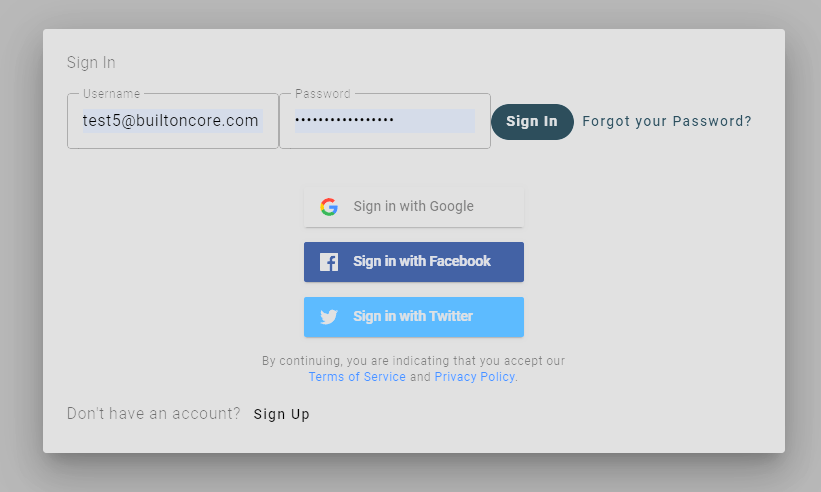 Sign In
Username
Password
test5@builtoncore.com
•••••••••••••••••
Sign In
Forgot your Password?
Sign in with Google
Sign in with Facebook
Sign in with Twitter
By continuing, you are indicating that you accept our
Terms of Service and Privacy Policy.
Don't have an account? Sign Up